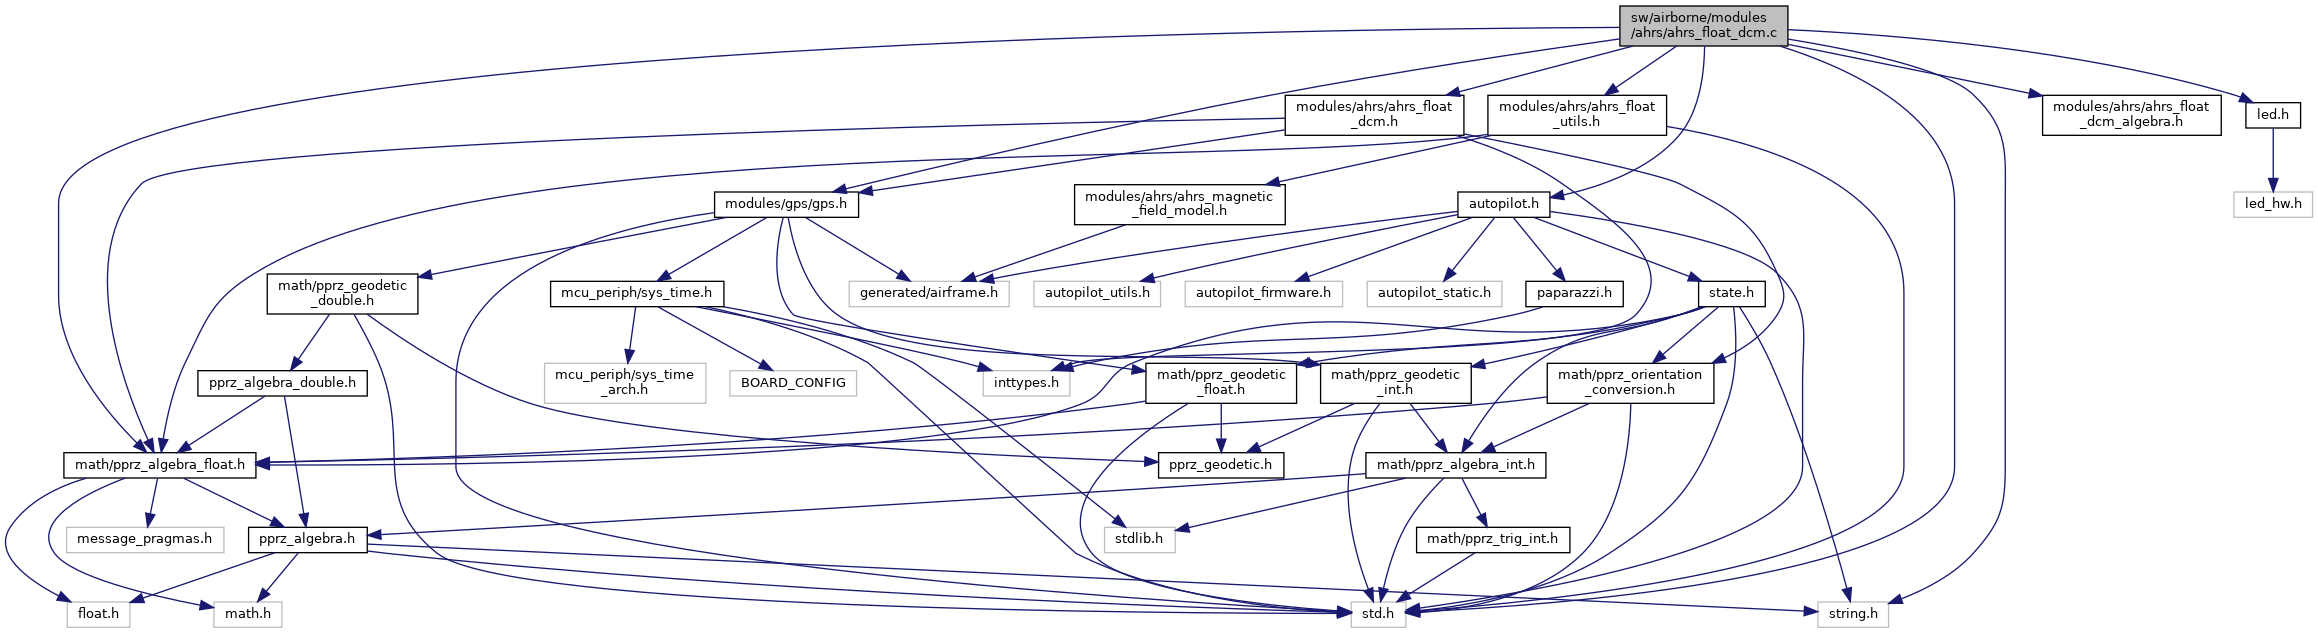 sw/airborne/modules
/ahrs/ahrs_float_dcm.c
modules/ahrs/ahrs_float
_dcm.h
modules/ahrs/ahrs_float
_utils.h
modules/ahrs/ahrs_float
_dcm_algebra.h
led.h
modules/gps/gps.h
modules/ahrs/ahrs_magnetic
_field_model.h
autopilot.h
led_hw.h
math/pprz_geodetic
_double.h
mcu_periph/sys_time.h
generated/airframe.h
autopilot_utils.h
autopilot_firmware.h
autopilot_static.h
paparazzi.h
state.h
pprz_algebra_double.h
mcu_periph/sys_time
_arch.h
BOARD_CONFIG
inttypes.h
math/pprz_geodetic
_float.h
math/pprz_geodetic
_int.h
math/pprz_orientation
_conversion.h
math/pprz_algebra_float.h
pprz_geodetic.h
math/pprz_algebra_int.h
message_pragmas.h
pprz_algebra.h
stdlib.h
math/pprz_trig_int.h
float.h
math.h
std.h
string.h